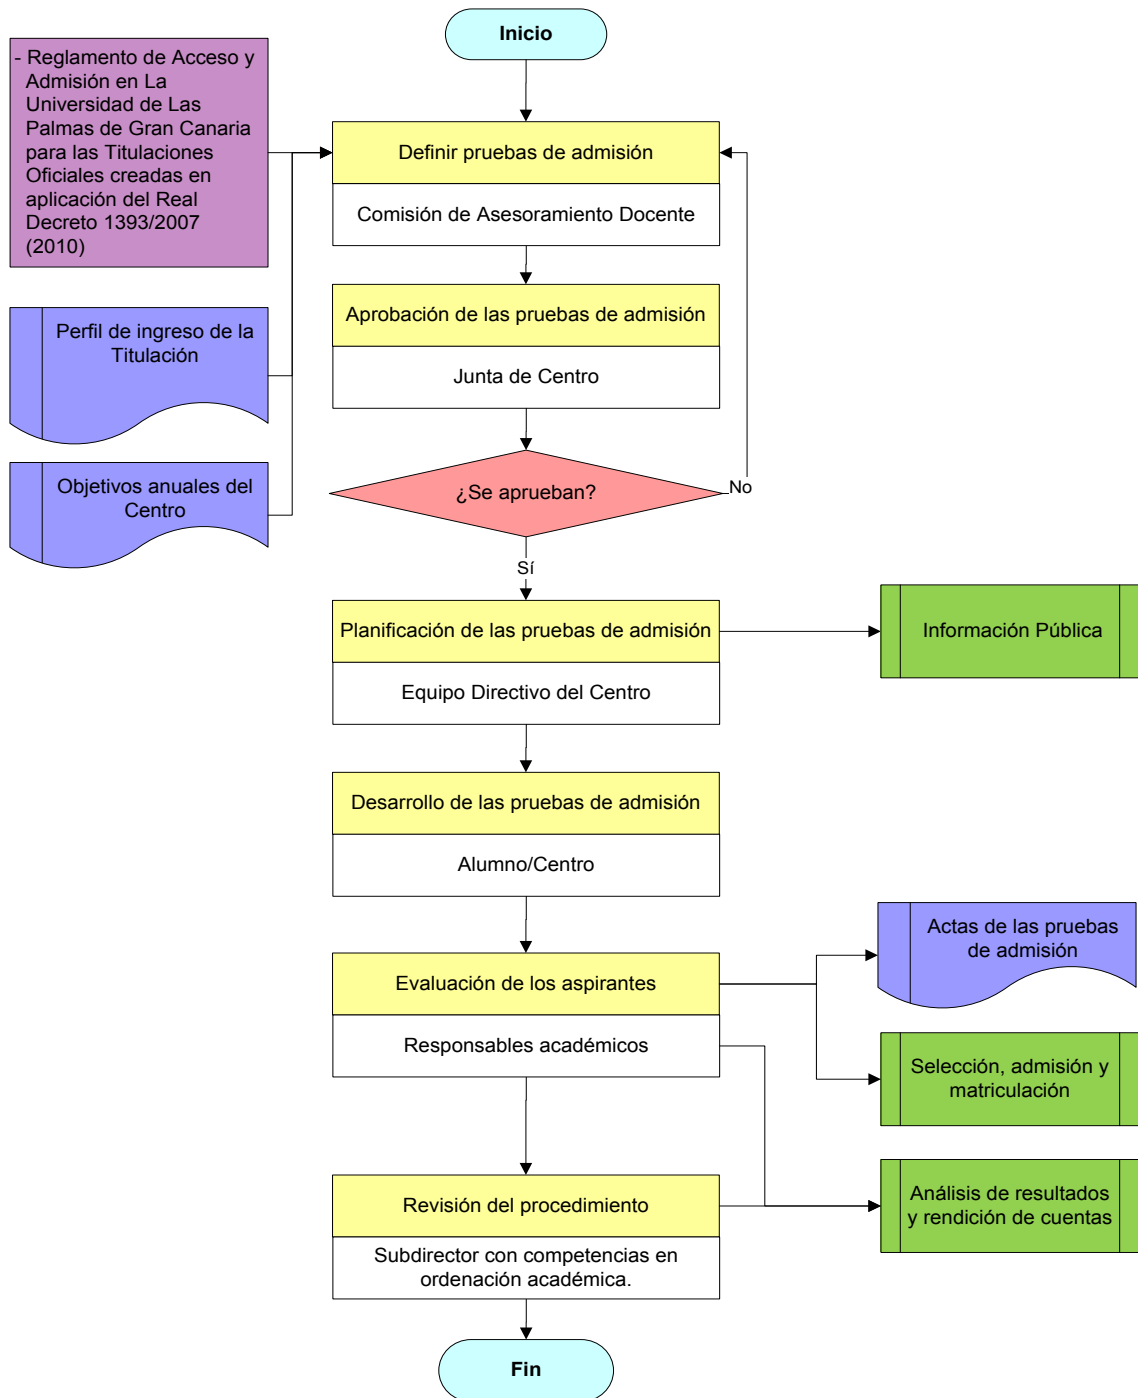 Inicio
- Reglamento de Acceso y
Admisión en La
Universidad de Las
Palmas de Gran Canaria
para las Titulaciones
Oficiales creadas en
aplicación del Real
Decreto 1393/2007
(2010)
Definir pruebas de admisión
Comisión de Asesoramiento Docente
Aprobación de las pruebas de admisión
Junta de Centro
Perfil de ingreso de la
Titulación
Objetivos anuales del
Centro
¿Se aprueban?
No
Sí
Planificación de las pruebas de admisión
Equipo Directivo del Centro
Información Pública
Desarrollo de las pruebas de admisión
Alumno/Centro
Evaluación de los aspirantes
Responsables académicos
Actas de las pruebas
de admisión
Selección, admisión y
matriculación
Revisión del procedimiento
Subdirector con competencias en
ordenación académica.
Análisis de resultados
y rendición de cuentas
Fin